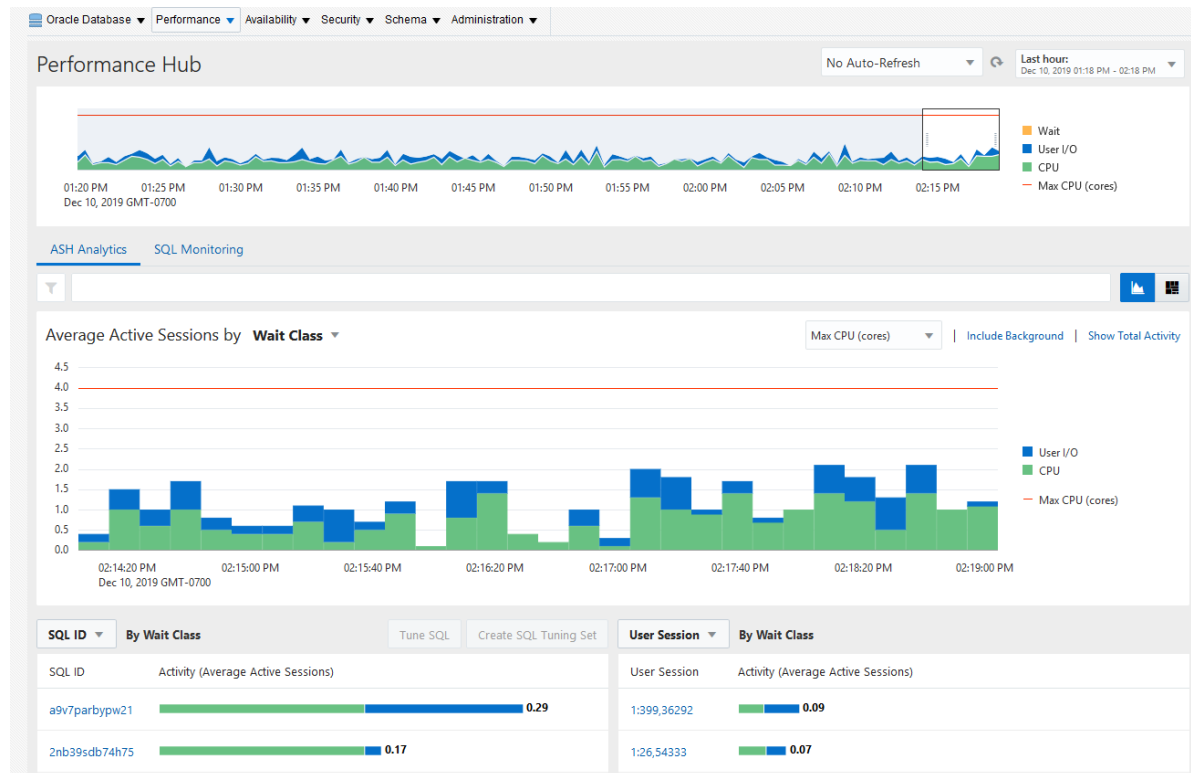 Oracle Database Performance Availability Security Schema Administration
Performance Hub
No Auto-Refresh
Last hour:
Dec 10, 2019 01:18 PM - 02:18 PM
Wait
User I/O
CPU
Max CPU (cores)
01:20 PM 01:25 PM 01:30 PM 01:35 PM 01:40 PM 01:45 PM 01:50 PM 01:55 PM 02:00 PM 02:05 PM 02:10 PM 02:15 PM
Dec 10, 2019 GMT-0700
ASH Analytics SQL Monitoring
Average Active Sessions by Wait Class
Max CPU (cores) | Include Background | Show Total Activity
4.5
4.0
3.5
3.0
2.5
2.0
1.5
1.0
0.5
0.0
User I/O
CPU
Max CPU (cores)
02:14:20 PM 02:15:00 PM 02:15:40 PM 02:16:20 PM 02:17:00 PM 02:17:40 PM 02:18:20 PM 02:19:00 PM
Dec 10, 2019 GMT-0700
SQL ID By Wait Class Tune SQL Create SQL Tuning Set
SQL ID Activity (Average Active Sessions)
a9v7parbypw21 0.29
2nb39sdb74h75 0.17
User Session By Wait Class
User Session Activity (Average Active Sessions)
1:399,36292 0.09
1:26,54333 0.07